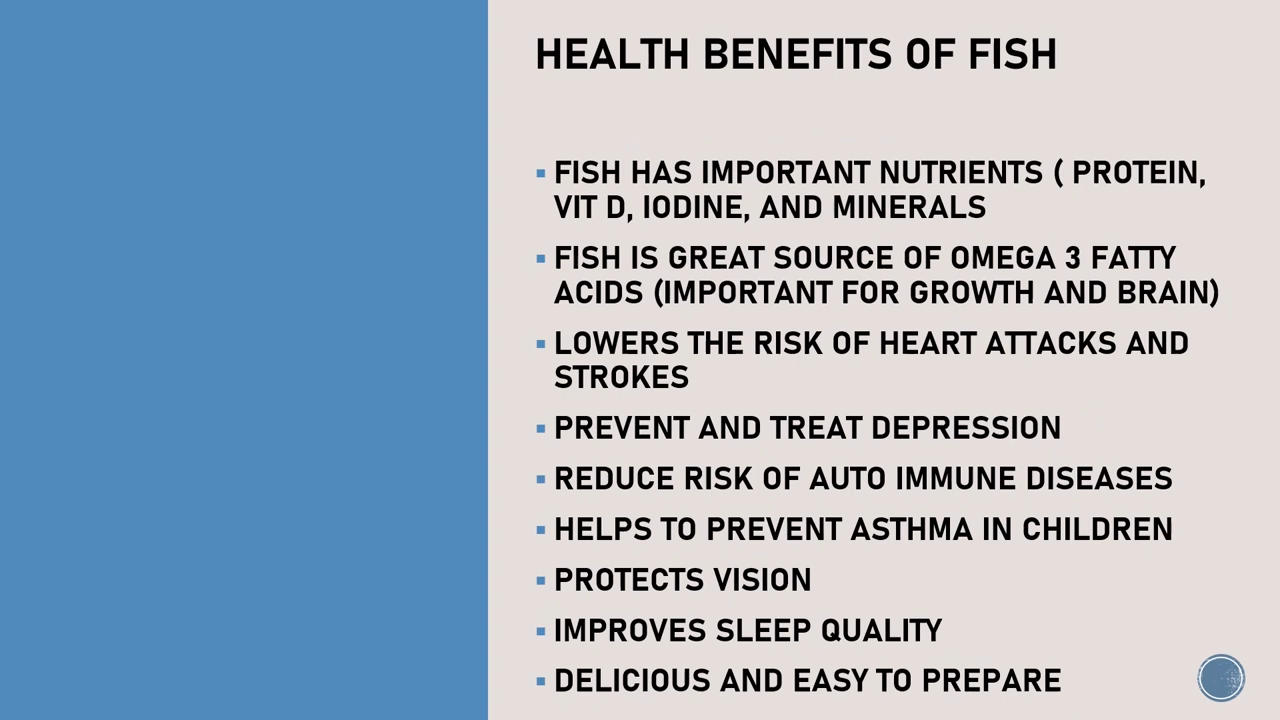 HEALTH BENEFITS OF FISH
▪ FISH HAS IMPORTANT NUTRIENTS ( PROTEIN,
VIT D, IODINE, AND MINERALS
▪ FISH IS GREAT SOURCE OF OMEGA 3 FATTY
ACIDS (IMPORTANT FOR GROWTH AND BRAIN)
▪ LOWERS THE RISK OF HEART ATTACKS AND
STROKES
▪ PREVENT AND TREAT DEPRESSION
▪ REDUCE RISK OF AUTO IMMUNE DISEASES
▪ HELPS TO PREVENT ASTHMA IN CHILDREN
▪ PROTECTS VISION
▪ IMPROVES SLEEP QUALITY
▪ DELICIOUS AND EASY TO PREPARE